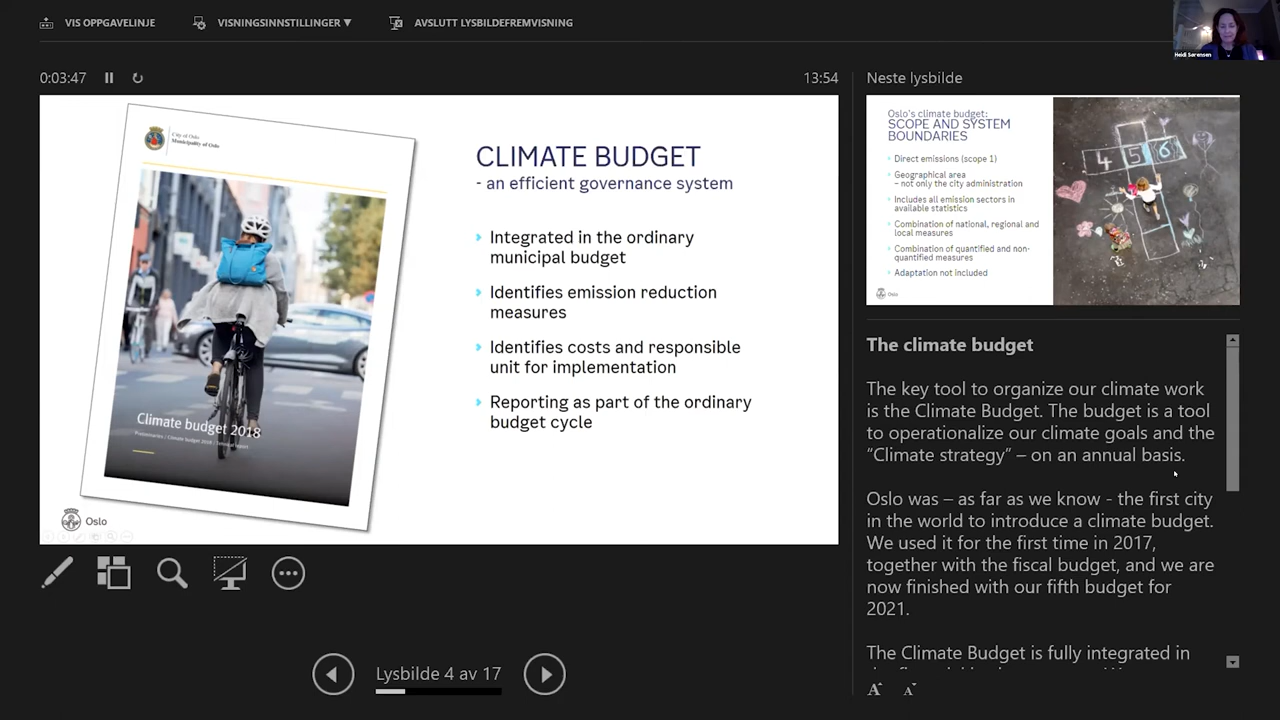 VIS OPPGAVELINJE
VISNINGSINNSTILLINGER ▼
AVSLUTT LYSBILDEFREMVISNING
Heidi Sørensen
0:03:47
13:54
City of Oslo
Municipality of Oslo
Climate budget 2018
Oslo
CLIMATE BUDGET
- an efficient governance system
Integrated in the ordinary
municipal budget
Identifies emission reduction
measures
Identifies costs and responsible
unit for implementation
Reporting as part of the ordinary
budget cycle
Lysbilde 4 av 17
Neste lysbilde
Oslo's climate budget:
SCOPE AND SYSTEM
BOUNDARIES
Direct emissions (scope 1)
Geographical area
– not only the city administration
Includes all emission sectors in
available statistics
Combination of national, regional and
local measures
Combination of quantified and non-
quantified measures
Adaptation not included
Oslo
4 5 6
The climate budget
The key tool to organize our climate work
is the Climate Budget. The budget is a tool
to operationalize our climate goals and the
“Climate strategy” – on an annual basis.
Oslo was – as far as we know - the first city
in the world to introduce a climate budget.
We used it for the first time in 2017,
together with the fiscal budget, and we are
now finished with our fifth budget for
2021.
The Climate Budget is fully integrated in
A A